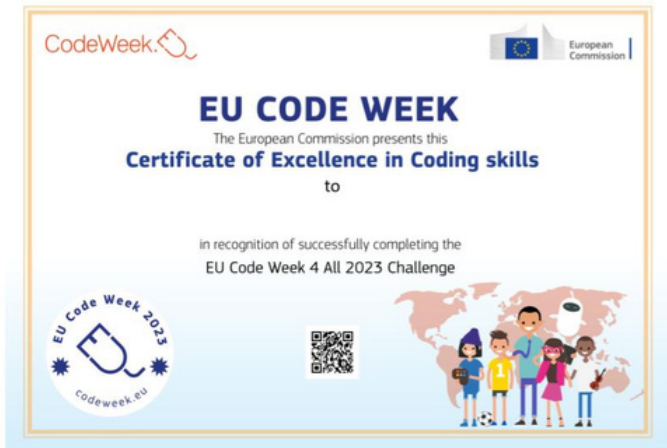 CodeWeek.
European
Commission
EU CODE WEEK
The European Commission presents this
Certificate of Excellence in Coding skills
to
in recognition of successfully completing the
EU Code Week 4 All 2023 Challenge
EU Code Week 2023
codeweek.eu
1